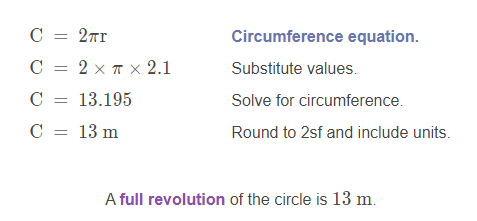 C = 2πr Circumference equation.
C = 2 × π × 2.1 Substitute values.
C = 13.195 Solve for circumference.
C = 13 m Round to 2sf and include units.
A full revolution of the circle is 13 m.